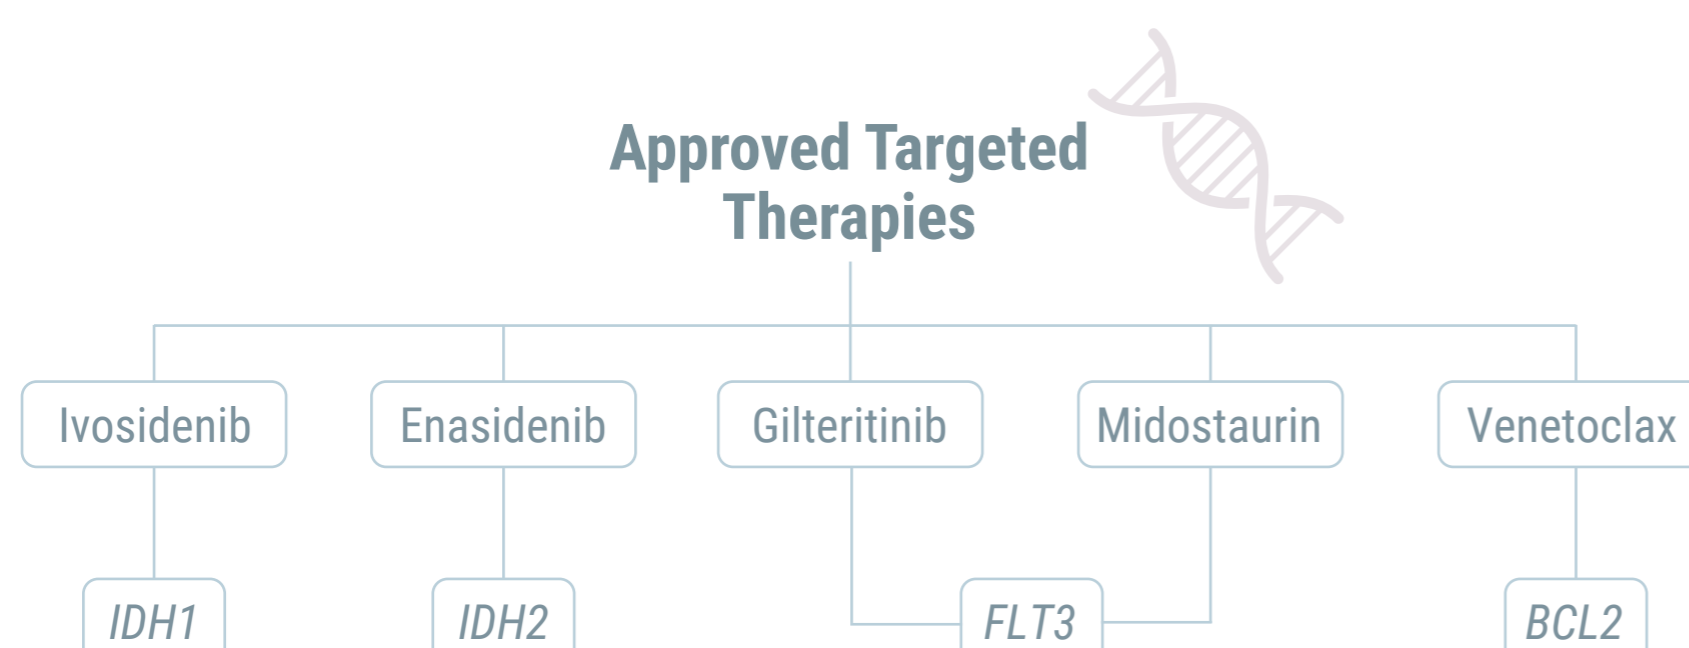 Approved Targeted
Therapies
Ivosidenib
Enasidenib
Gilteritinib
Midostaurin
Venetoclax
IDH1
IDH2
FLT3
BCL2